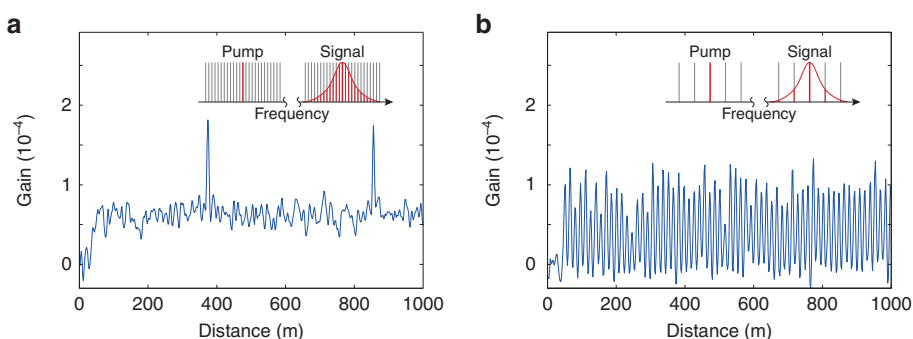 a
Gain (10⁻⁴)
2
1
0
Pump
Signal
Frequency
0
200
400
600
800
1000
Distance (m)
b
Gain (10⁻⁴)
2
1
0
Pump
Signal
Frequency
0
200
400
600
800
1000
Distance (m)